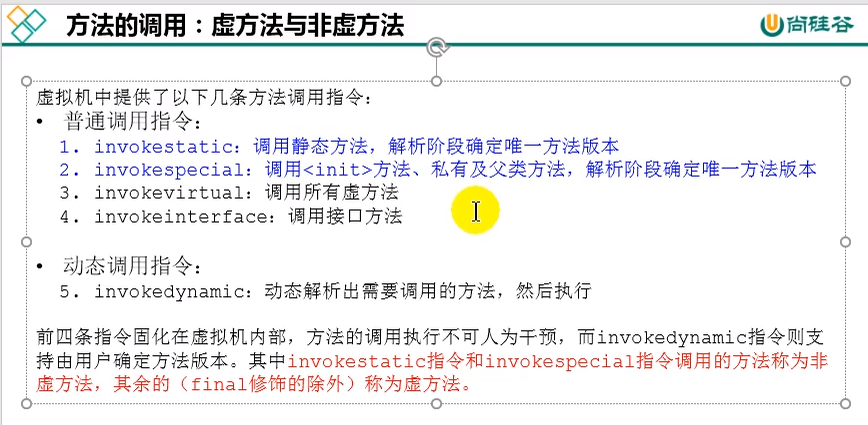 方法的调用：虚方法与非虚方法
尚硅谷
虚拟机中提供了以下几条方法调用指令：
• 普通调用指令：
1. invokestatic：调用静态方法，解析阶段确定唯一方法版本
2. invokespecial：调用<init>方法、私有及父类方法，解析阶段确定唯一方法版本
3. invokevirtual：调用所有虚方法
4. invokeinterface：调用接口方法
• 动态调用指令：
5. invokedynamic：动态解析出需要调用的方法，然后执行
前四条指令固化在虚拟机内部，方法的调用执行不可人为干预，而invokedynamic指令则支
持由用户确定方法版本。其中invokestatic指令和invokespecial指令调用的方法称为非
虚方法，其余的（final修饰的除外）称为虚方法。